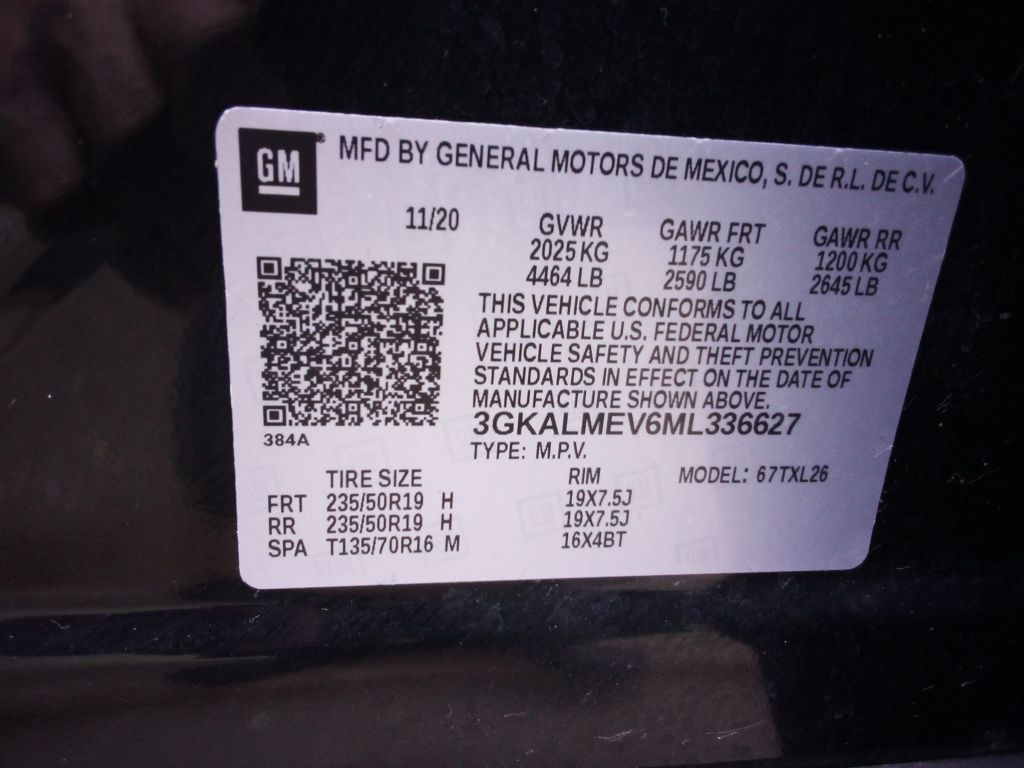 GM® MFD BY GENERAL MOTORS DE MEXICO, S. DE R.L. DE C.V.
11/20 GVWR GAWR FRT GAWR RR
2025 KG 1175 KG 1200 KG
4464 LB 2590 LB 2645 LB
THIS VEHICLE CONFORMS TO ALL
APPLICABLE U.S. FEDERAL MOTOR
VEHICLE SAFETY AND THEFT PREVENTION
STANDARDS IN EFFECT ON THE DATE OF
MANUFACTURE SHOWN ABOVE.
3GKALMEV6ML336627
384A
TYPE: M.P.V.
TIRE SIZE RIM MODEL: 67TXL26
FRT 235/50R19 H 19X7.5J
RR 235/50R19 H 19X7.5J
SPA T135/70R16 M 16X4BT